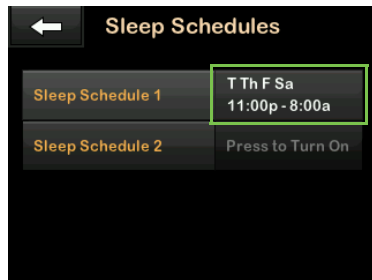 Sleep Schedules
Sleep Schedule 1
T Th F Sa
11:00p - 8:00a
Sleep Schedule 2
Press to Turn On